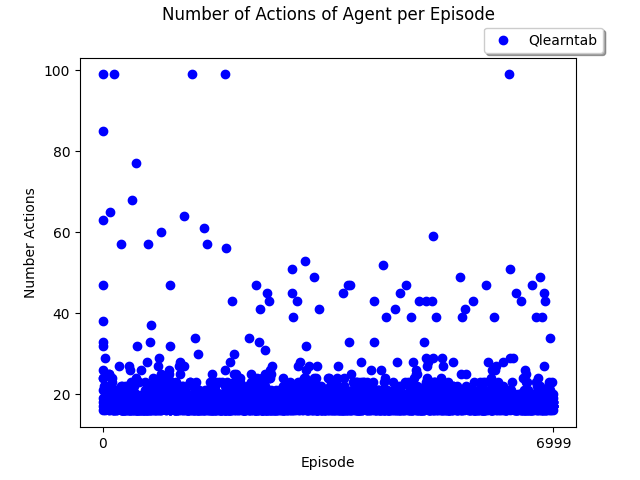 Number of Actions of Agent per Episode
Qlearntab
100
80
60
40
20
Number Actions
0
6999
Episode